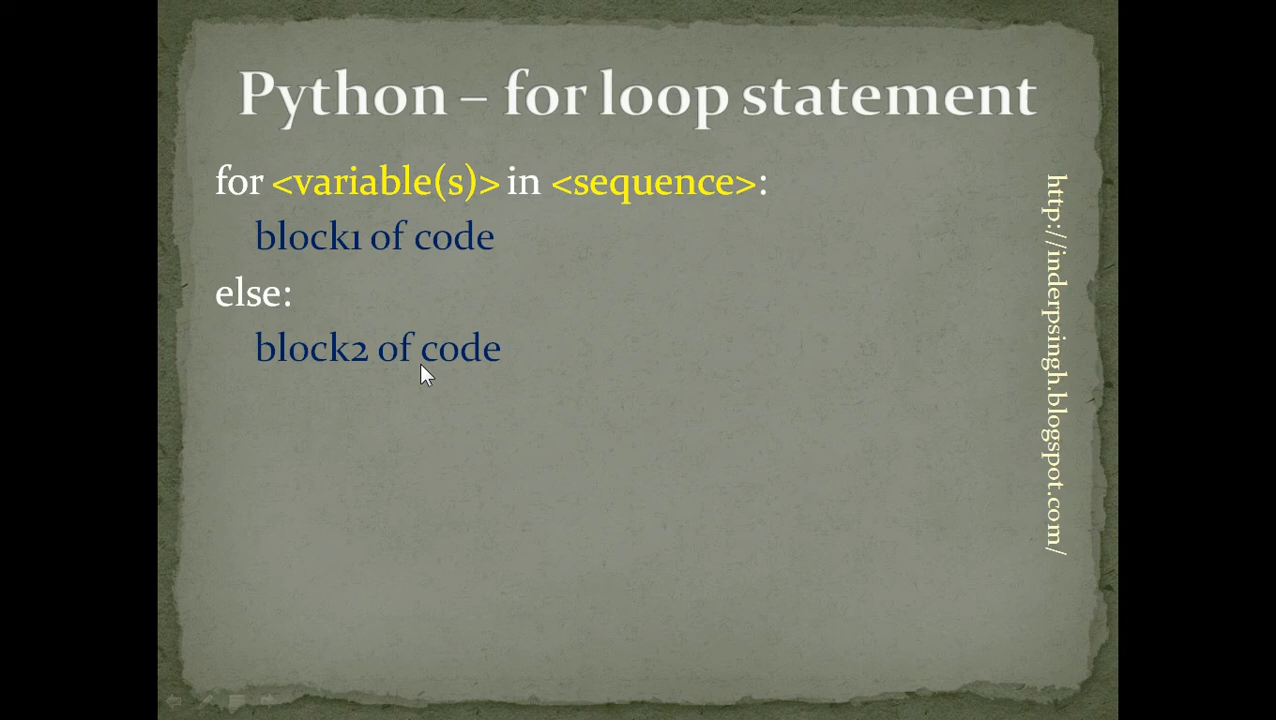 Python – for loop statement
for <variable(s)> in <sequence>:
block1 of code
else:
block2 of code
http://inderpsingh.blogspot.com/